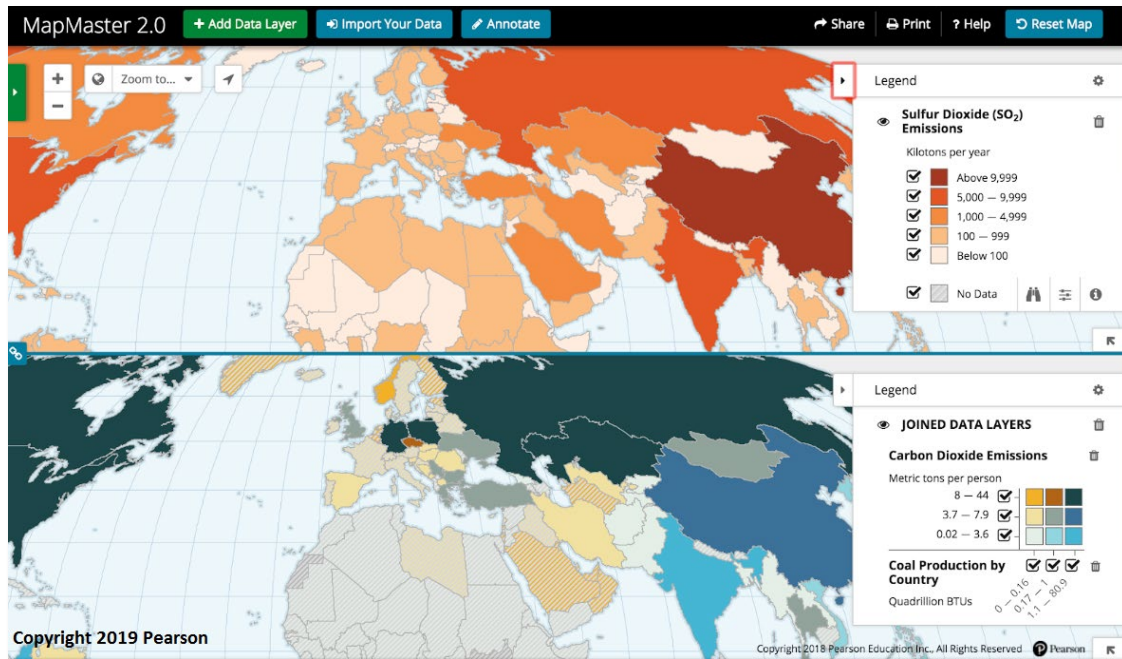 MapMaster 2.0
+ Add Data Layer
Import Your Data
Annotate
Share
Print
? Help
Reset Map
+
−
Zoom to...
Legend
Sulfur Dioxide (SO₂)
Emissions
Kilotons per year
Above 9,999
5,000 — 9,999
1,000 — 4,999
100 — 999
Below 100
No Data
Legend
JOINED DATA LAYERS
Carbon Dioxide Emissions
Metric tons per person
8 — 44
3.7 — 7.9
0.02 — 3.6
Coal Production by
Country
Quadrillion BTUs
0 — 0.16
0.17 — 1
1.1 — 80.9
Copyright 2019 Pearson
Copyright 2018 Pearson Education Inc., All Rights Reserved
Pearson